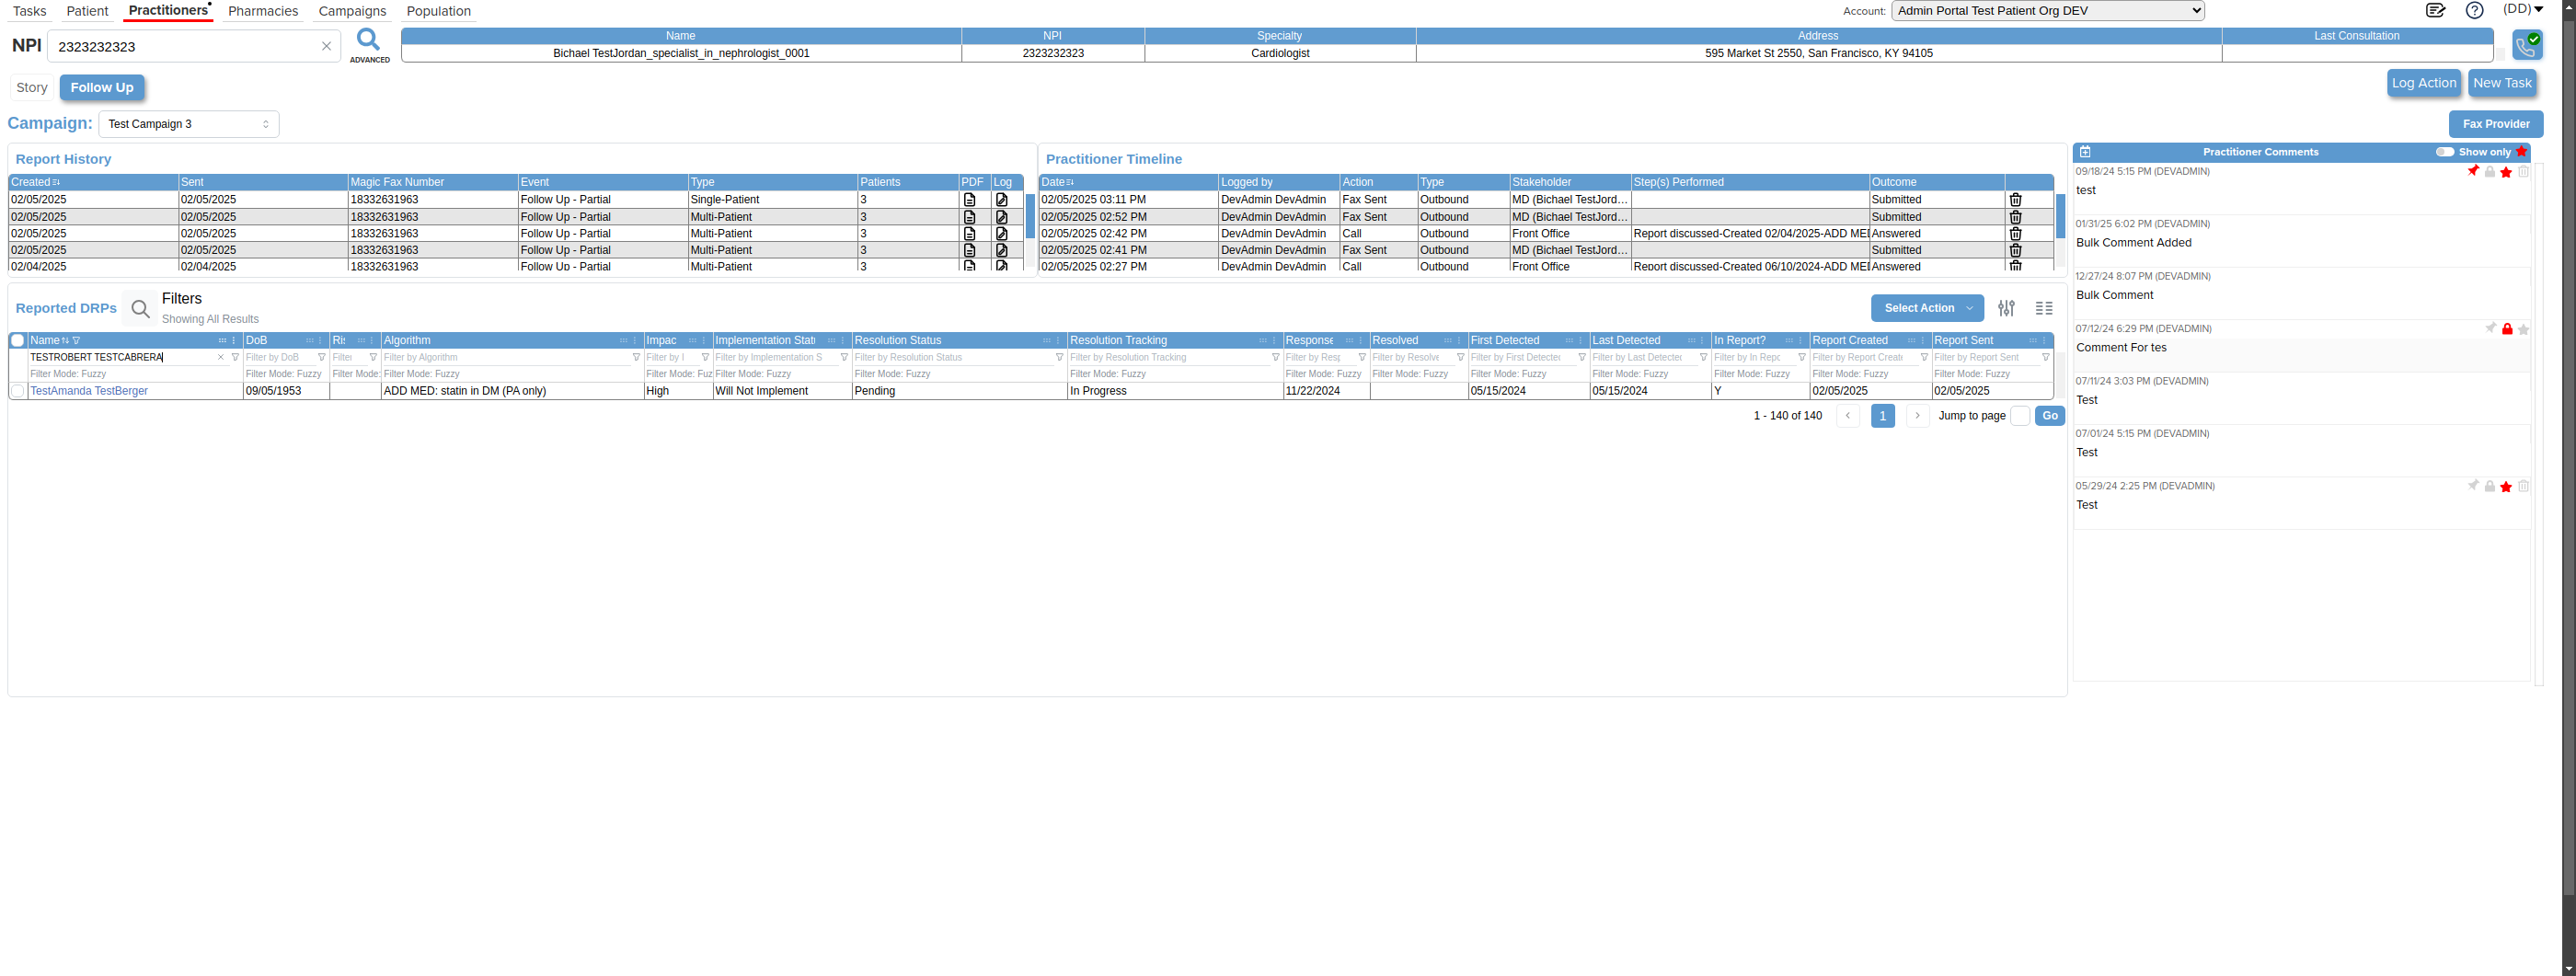 Tasks Patient Practitioners Pharmacies Campaigns Population Account: Admin Portal Test Patient Org DEV (DD)
NPI 2323232323 ADVANCED
Name NPI Specialty Address Last Consultation
Bichael TestJordan_specialist_in_nephrologist_0001 2323232323 Cardiologist 595 Market St 2550, San Francisco, KY 94105
Story Follow Up Log Action New Task
Campaign: Test Campaign 3 Fax Provider
Report History
Created Sent Magic Fax Number Event Type Patients PDF Log
02/05/2025 02/05/2025 18332631963 Follow Up - Partial Single-Patient 3
02/05/2025 02/05/2025 18332631963 Follow Up - Partial Multi-Patient 3
02/05/2025 02/05/2025 18332631963 Follow Up - Partial Multi-Patient 3
02/05/2025 02/05/2025 18332631963 Follow Up - Partial Multi-Patient 3
02/04/2025 02/04/2025 18332631963 Follow Up - Partial Multi-Patient 3
Practitioner Timeline
Date Logged by Action Type Stakeholder Step(s) Performed Outcome
02/05/2025 03:11 PM DevAdmin DevAdmin Fax Sent Outbound MD (Bichael TestJord... Submitted
02/05/2025 02:52 PM DevAdmin DevAdmin Fax Sent Outbound MD (Bichael TestJord... Submitted
02/05/2025 02:42 PM DevAdmin DevAdmin Call Outbound Front Office Report discussed-Created 02/04/2025-ADD MEI Answered
02/05/2025 02:41 PM DevAdmin DevAdmin Fax Sent Outbound MD (Bichael TestJord... Submitted
02/05/2025 02:27 PM DevAdmin DevAdmin Call Outbound Front Office Report discussed-Created 06/10/2024-ADD MEI Answered
Reported DRPs Filters
Showing All Results
Select Action
Name DoB Ris Algorithm Impac Implementation Stat Resolution Status Resolution Tracking Response Resolved First Detected Last Detected In Report? Report Created Report Sent
TESTROBERT TESTCABRERA Filter by DoB Filter Filter by Algorithm Filter by I Filter by Implementation S Filter by Resolution Status Filter by Resolution Tracking Filter by Resp Filter by Resolve Filter by First Detected Filter by Last Detected Filter by In Repo Filter by Report Create Filter by Report Sent
Filter Mode: Fuzzy Filter Mode: Fuzzy Filter Mode: Filter Mode: Fuzzy Filter Mode: Fuz Filter Mode: Fuzzy Filter Mode: Fuzzy Filter Mode: Fuzzy Filter Mode: Fuzzy Filter Mode: Fuzzy Filter Mode: Fuzzy Filter Mode: Fuzzy Filter Mode: Fuzzy Filter Mode: Fuzzy Filter Mode: Fuzzy
TestAmanda TestBerger 09/05/1953 ADD MED: statin in DM (PA only) High Will Not Implement Pending In Progress 11/22/2024 05/15/2024 05/15/2024 Y 02/05/2025 02/05/2025
1 - 140 of 140 1 Jump to page Go
Practitioner Comments Show only
09/18/24 5:15 PM (DEVADMIN)
test
01/31/25 6:02 PM (DEVADMIN)
Bulk Comment Added
12/27/24 8:07 PM (DEVADMIN)
Bulk Comment
07/12/24 6:29 PM (DEVADMIN)
Comment For tes
07/11/24 3:03 PM (DEVADMIN)
Test
07/01/24 5:15 PM (DEVADMIN)
Test
05/29/24 2:25 PM (DEVADMIN)
Test